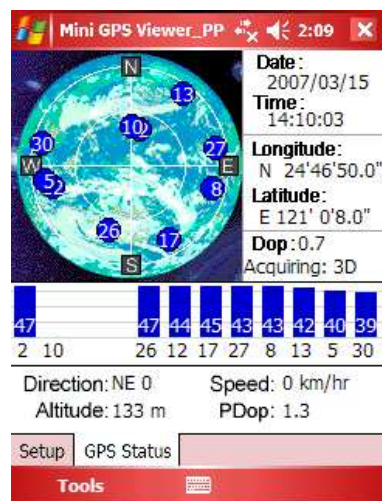 Mini GPS Viewer_PP 2:09
N
13
10
30
27
W
E
5 2
8
26
17
S
Date:
2007/03/15
Time:
14:10:03
Longitude:
N 24'46'50.0"
Latitude:
E 121' 0'8.0"
Dop:0.7
Acquiring: 3D
47 47 44 45 43 43 42 40 39
2 10 26 12 17 27 8 13 5 30
Direction: NE 0 Speed: 0 km/hr
Altitude: 133 m PDop: 1.3
Setup GPS Status
Tools